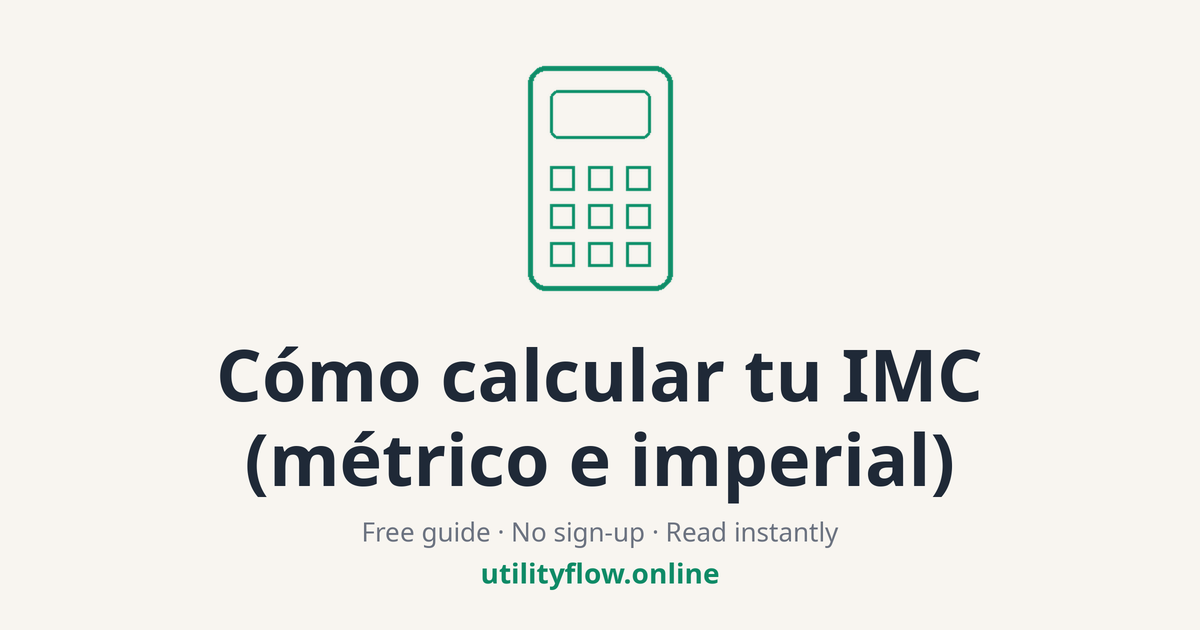 Cómo calcular tu IMC
(métrico e imperial)
Free guide · No sign-up · Read instantly
utilityflow.online